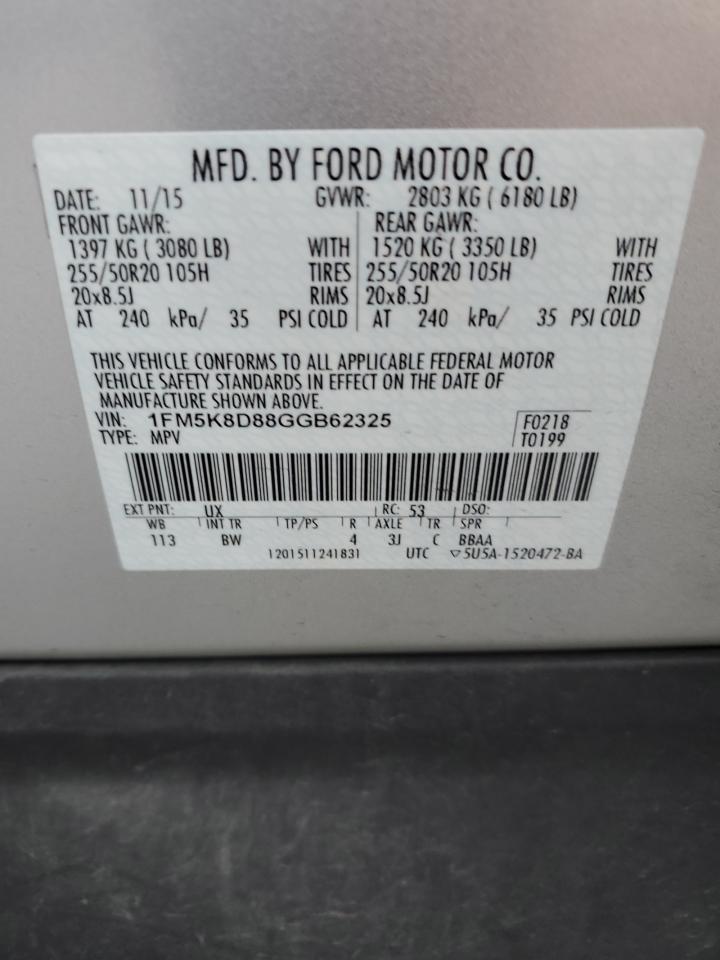 MFD. BY FORD MOTOR CO.
DATE: 11/15 GVWR: 2803 KG ( 6180 LB)
FRONT GAWR: REAR GAWR:
1397 KG ( 3080 LB) WITH 1520 KG ( 3350 LB) WITH
255/50R20 105H TIRES 255/50R20 105H TIRES
20x8.5J RIMS 20x8.5J RIMS
AT 240 kPa/ 35 PSI COLD AT 240 kPa/ 35 PSI COLD
THIS VEHICLE CONFORMS TO ALL APPLICABLE FEDERAL MOTOR
VEHICLE SAFETY STANDARDS IN EFFECT ON THE DATE OF
MANUFACTURE SHOWN ABOVE.
VIN: 1FM5K8D88GGB62325 F0218
TYPE: MPV T0199
EXT PNT: UX RC: 53 DSO:
WB INT TR TP/PS R AXLE TR SPR
113 BW 4 3J C BBAA
1201511241831 UTC ▽5U5A-1520472-BA